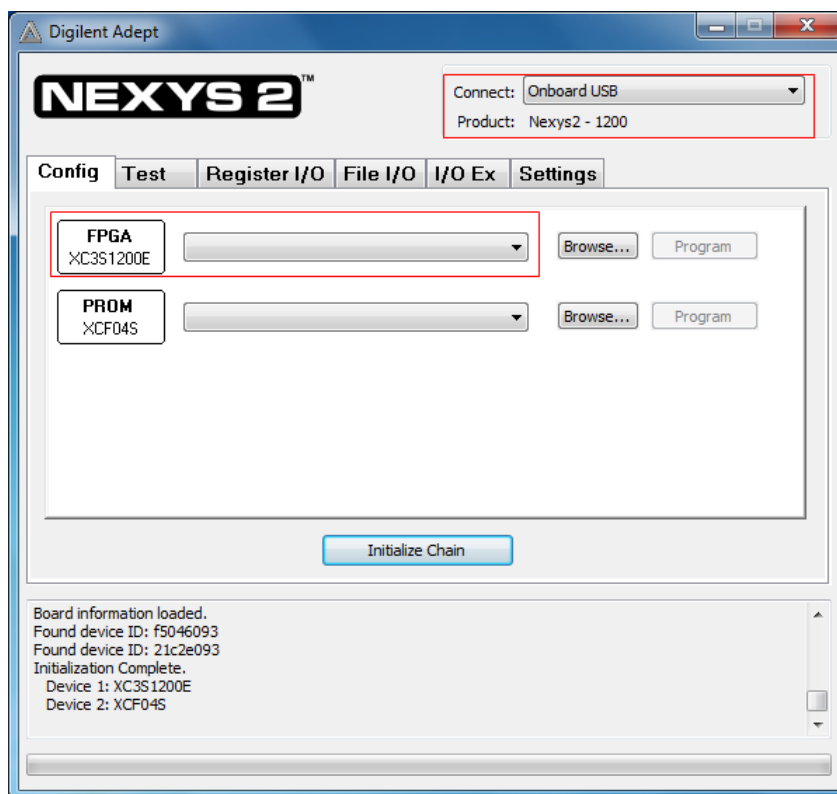 Digilent Adept
NEXYS 2™
Connect: Onboard USB
Product: Nexys2 - 1200
Config Test Register I/O File I/O I/O Ex Settings
FPGA
XC3S1200E
Browse... Program
PROM
XCF04S
Browse... Program
Initialize Chain
Board information loaded.
Found device ID: f5046093
Found device ID: 21c2e093
Initialization Complete.
Device 1: XC3S1200E
Device 2: XCF04S